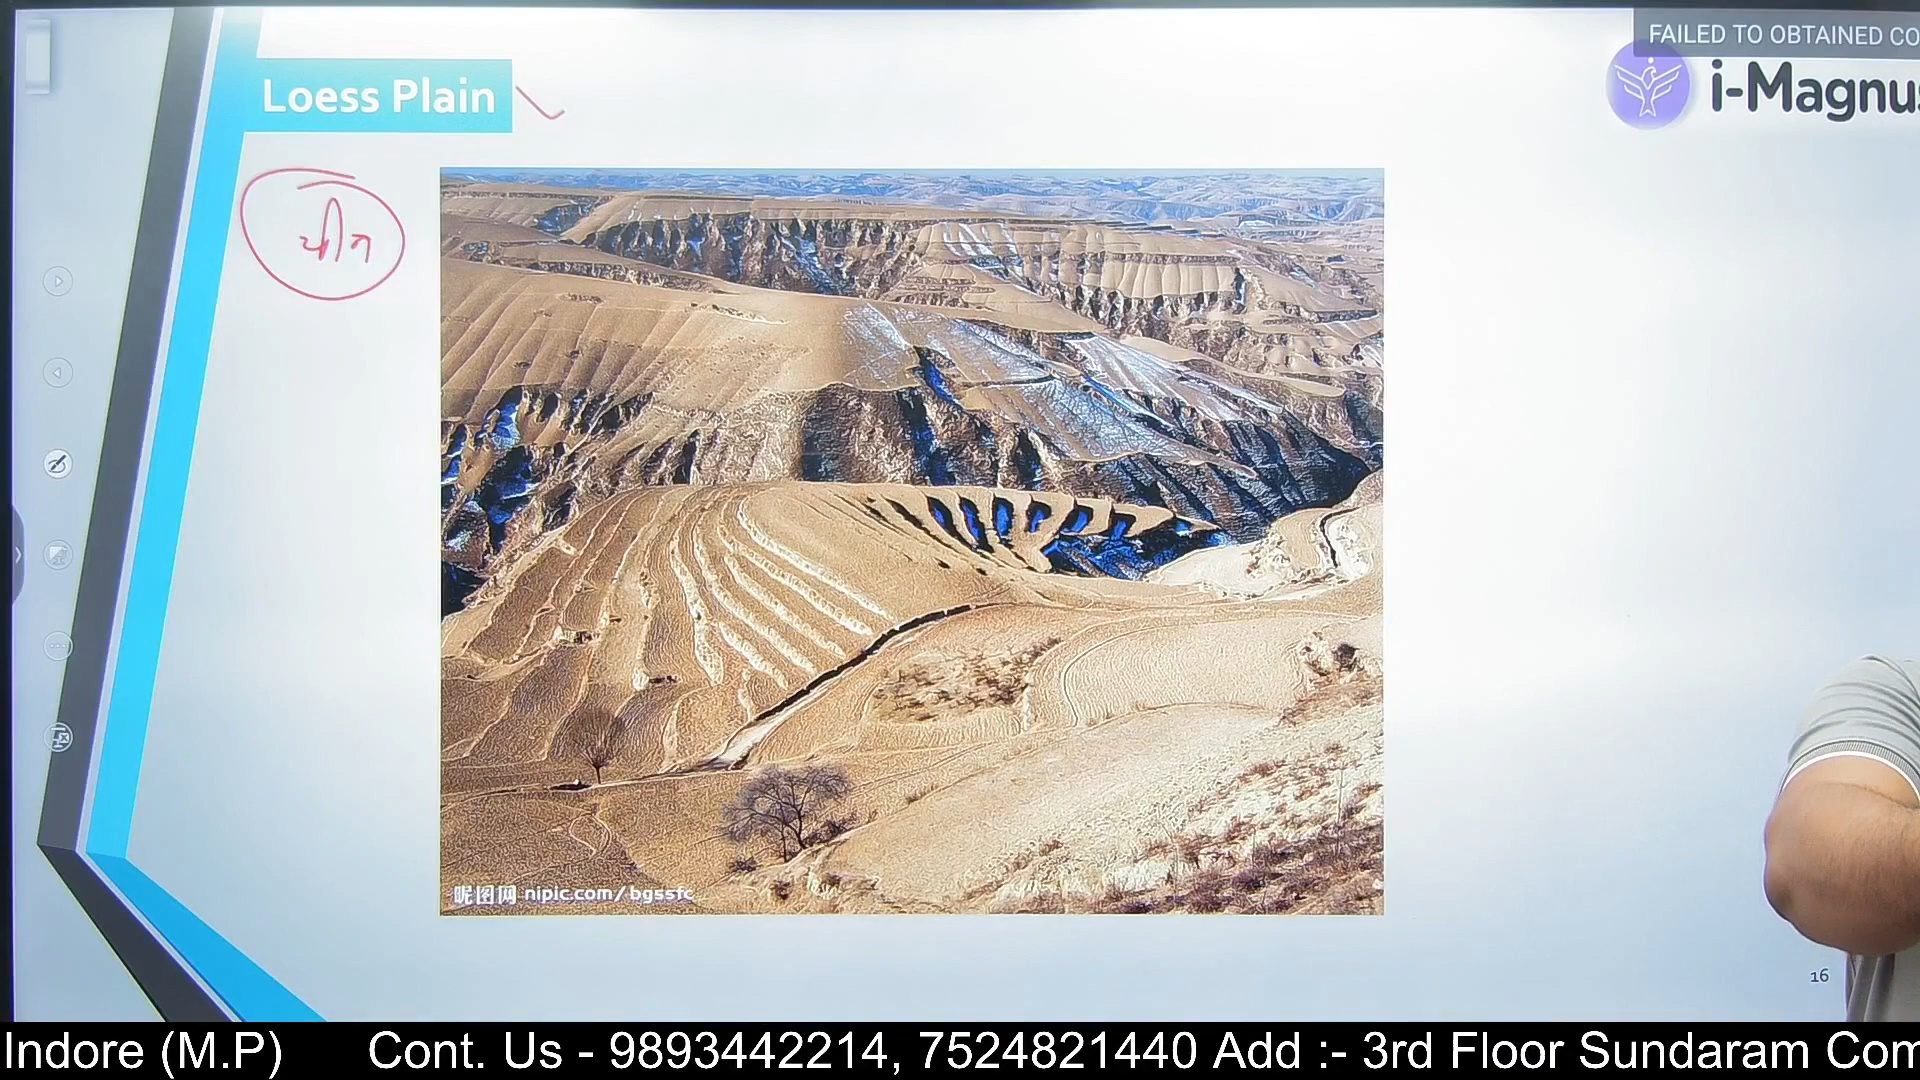 FAILED TO OBTAINED CO
Loess Plain
i-Magnus
चीन
昵图网 nipic.com/bgssfc
16
Indore (M.P) Cont. Us - 9893442214, 7524821440 Add :- 3rd Floor Sundaram Com